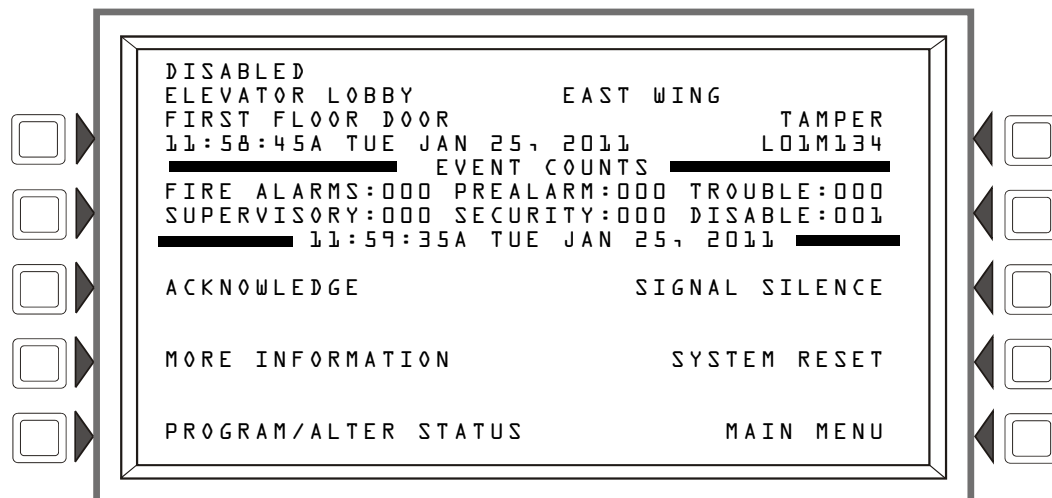 DISABLED
ELEVATOR LOBBY EAST WING
FIRST FLOOR DOOR TAMPER
11:58:45A TUE JAN 25, 2011 L01M134
EVENT COUNTS
FIRE ALARMS:000 PREALARM:000 TROUBLE:000
SUPERVISORY:000 SECURITY:000 DISABLE:001
11:59:35A TUE JAN 25, 2011
ACKNOWLEDGE SIGNAL SILENCE
MORE INFORMATION SYSTEM RESET
PROGRAM/ALTER STATUS MAIN MENU